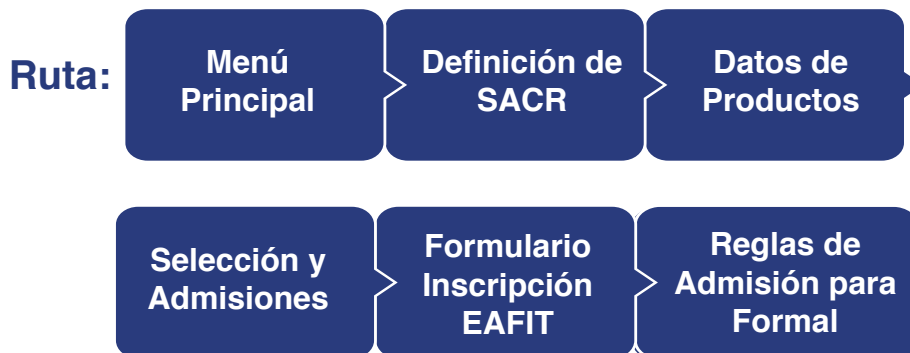 Ruta:
Menú
Principal
Definición de
SACR
Datos de
Productos
Selección y
Admisiones
Formulario
Inscripción
EAFIT
Reglas de
Admisión para
Formal